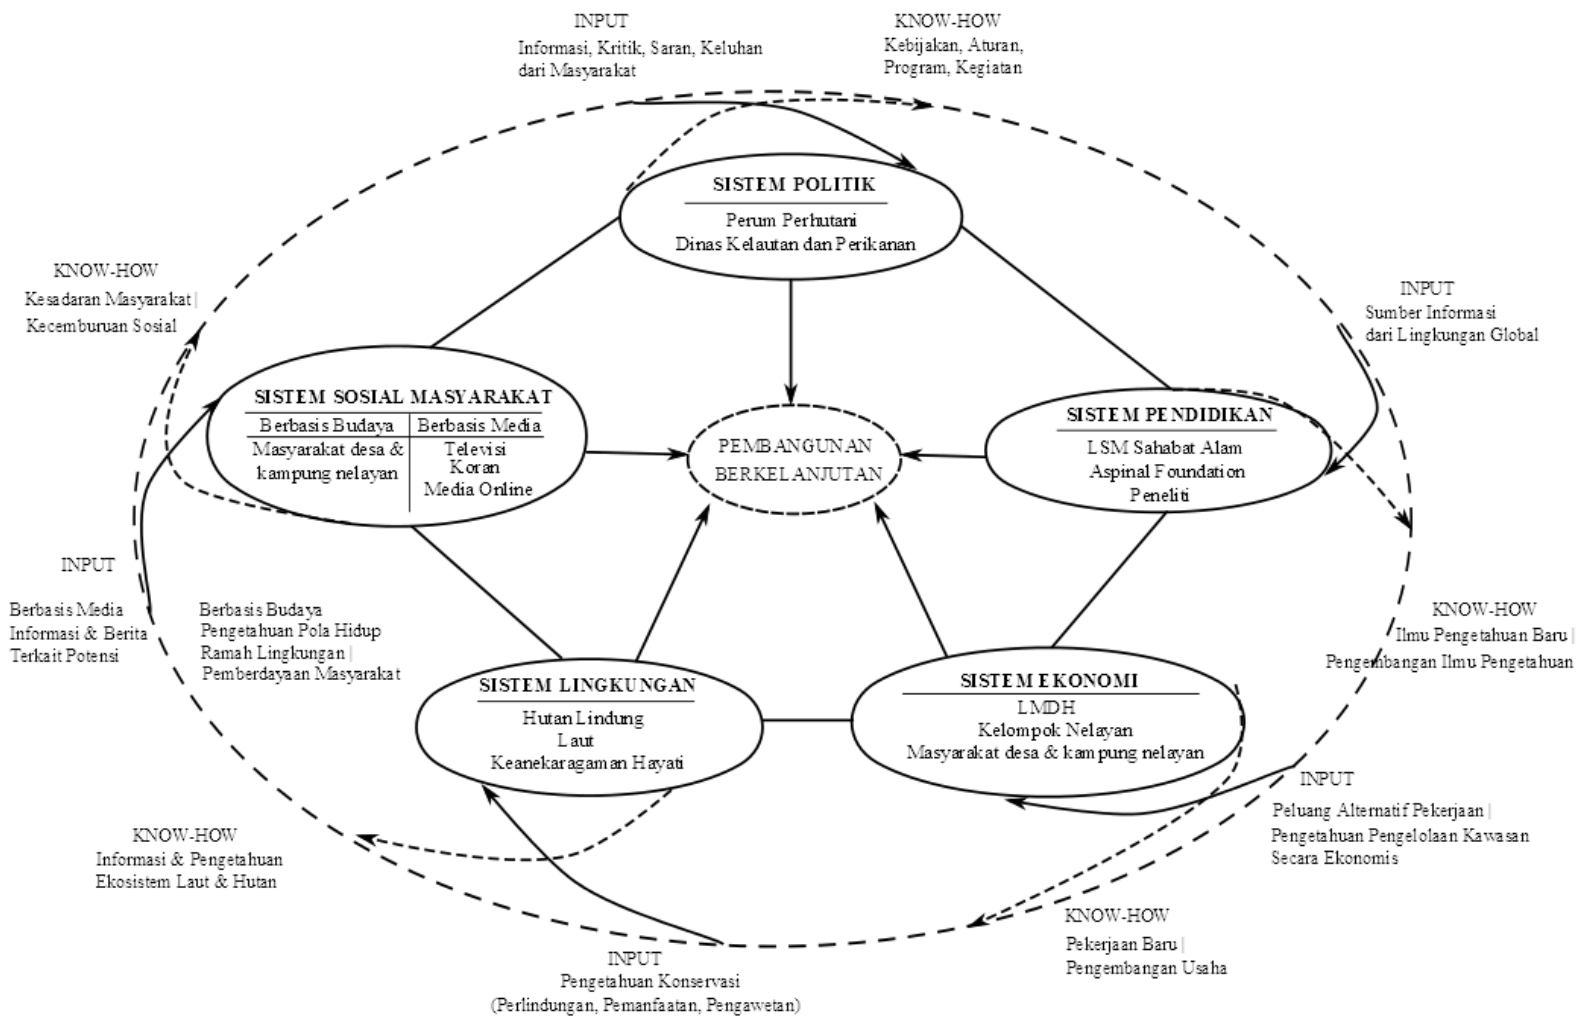 INPUT
Informasi, Kritik, Saran, Keluhan
dari Masyarakat
KNOW-HOW
Kebijakan, Aturan,
Program, Kegiatan
SISTEM POLITIK
Perum Perhutani
Dinas Kelautan dan Perikanan
KNOW-HOW
Kesadaran Masyarakat |
Kecemburuan Sosial
INPUT
Sumber Informasi
dari Lingkungan Global
SISTEM SOSIAL MASYARAKAT
Berbasis Budaya
Masyarakat desa &
kampung nelayan
Berbasis Media
Televisi
Koran
Media Online
PEMBANGUNAN
BERKELANJUTAN
SISTEM PENDIDIKAN
LSM Sahabat Alam
Aspinal Foundation
Peneliti
INPUT
Berbasis Media
Informasi & Berita
Terkait Potensi
Berbasis Budaya
Pengetahuan Pola Hidup
Ramah Lingkungan |
Pemberdayaan Masyarakat
KNOW-HOW
Ilmu Pengetahuan Baru |
Pengembangan Ilmu Pengetahuan
SISTEM LINGKUNGAN
Hutan Lindung
Laut
Keanekaragaman Hayati
SISTEM EKONOMI
LMDH
Kelompok Nelayan
Masyarakat desa & kampung nelayan
INPUT
Peluang Alternatif Pekerjaan |
Pengetahuan Pengelolaan Kawasan
Secara Ekonomis
KNOW-HOW
Informasi & Pengetahuan
Ekosistem Laut & Hutan
KNOW-HOW
Pekerjaan Baru |
Pengembangan Usaha
INPUT
Pengetahuan Konservasi
(Perlindungan, Pemanfaatan, Pengawetan)